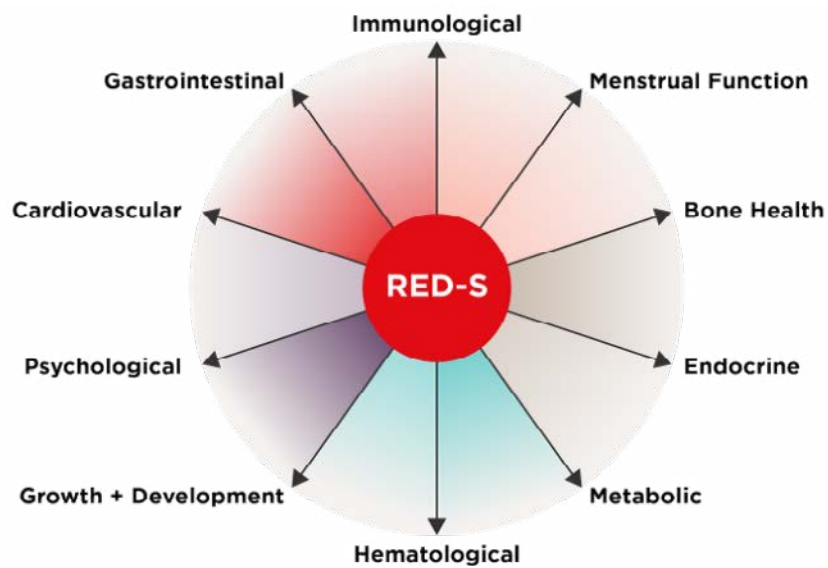 Immunological
Gastrointestinal
Menstrual Function
Cardiovascular
Bone Health
RED-S
Psychological
Endocrine
Growth + Development
Metabolic
Hematological